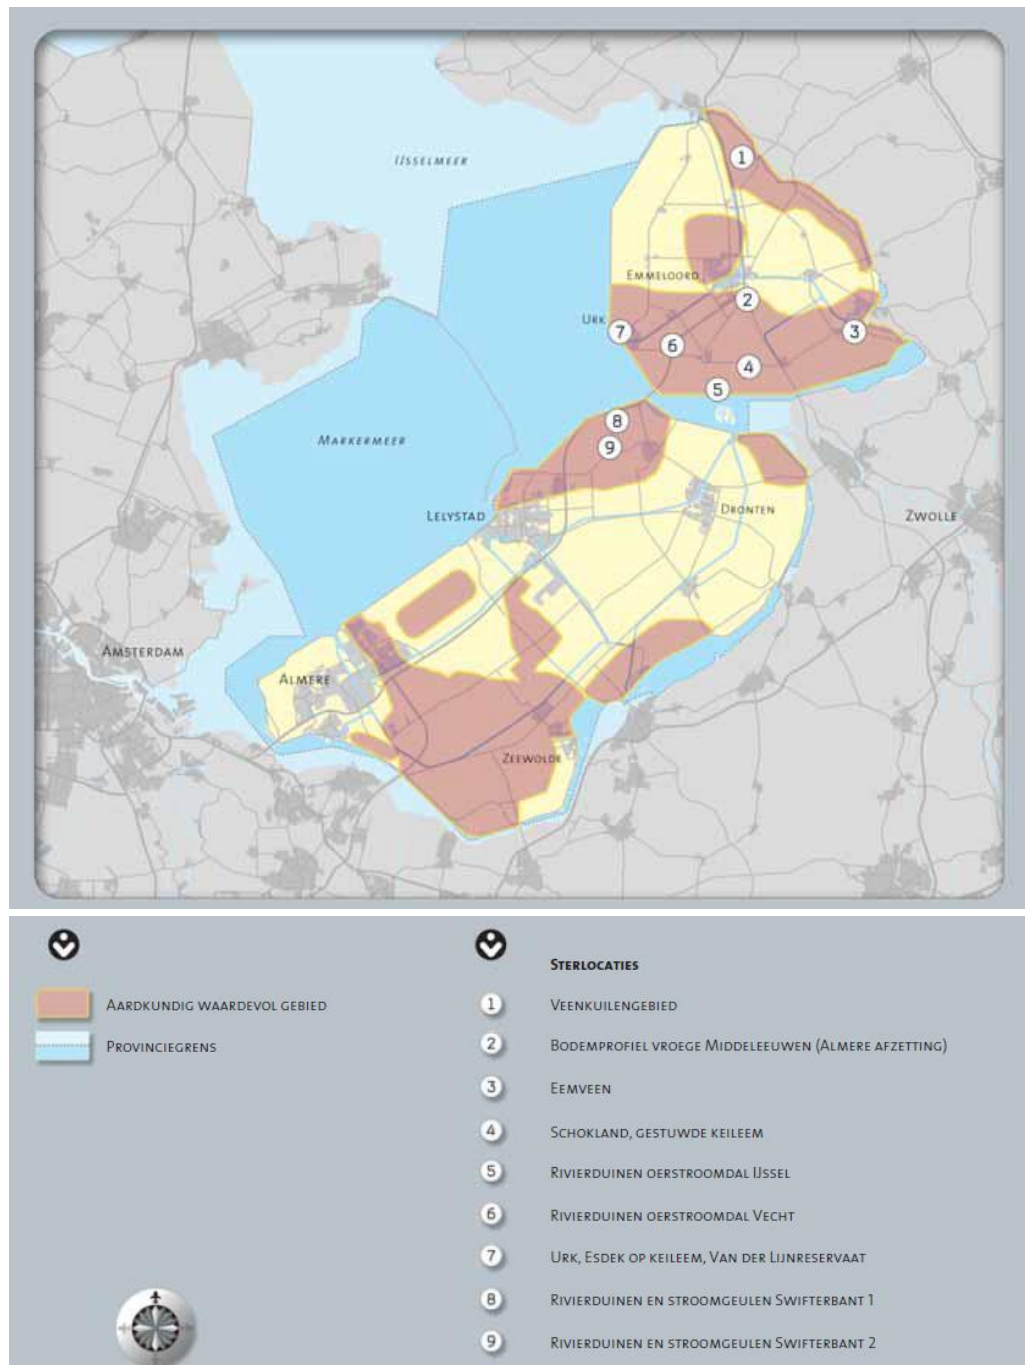 IJsselmeer
1
Emmeloord
2
Urk
7
3
6
4
5
8
Markermeer
9
Lelystad
Dronten
Zwolle
Amsterdam
Almere
Zeewolde
Sterlocaties
Aardkundig waardevol gebied
1 Veenkuilengebied
Provinciegrens
2 Bodemprofiel vroege Middeleeuwen (Almere afzetting)
3 Eemveen
4 Schokland, gestuwde keileem
5 Rivierduinen oerstroomdal IJssel
6 Rivierduinen oerstroomdal Vecht
7 Urk, Esdek op keileem, Van der Lijnreservaat
8 Rivierduinen en stroomgeulen Swifterbant 1
9 Rivierduinen en stroomgeulen Swifterbant 2